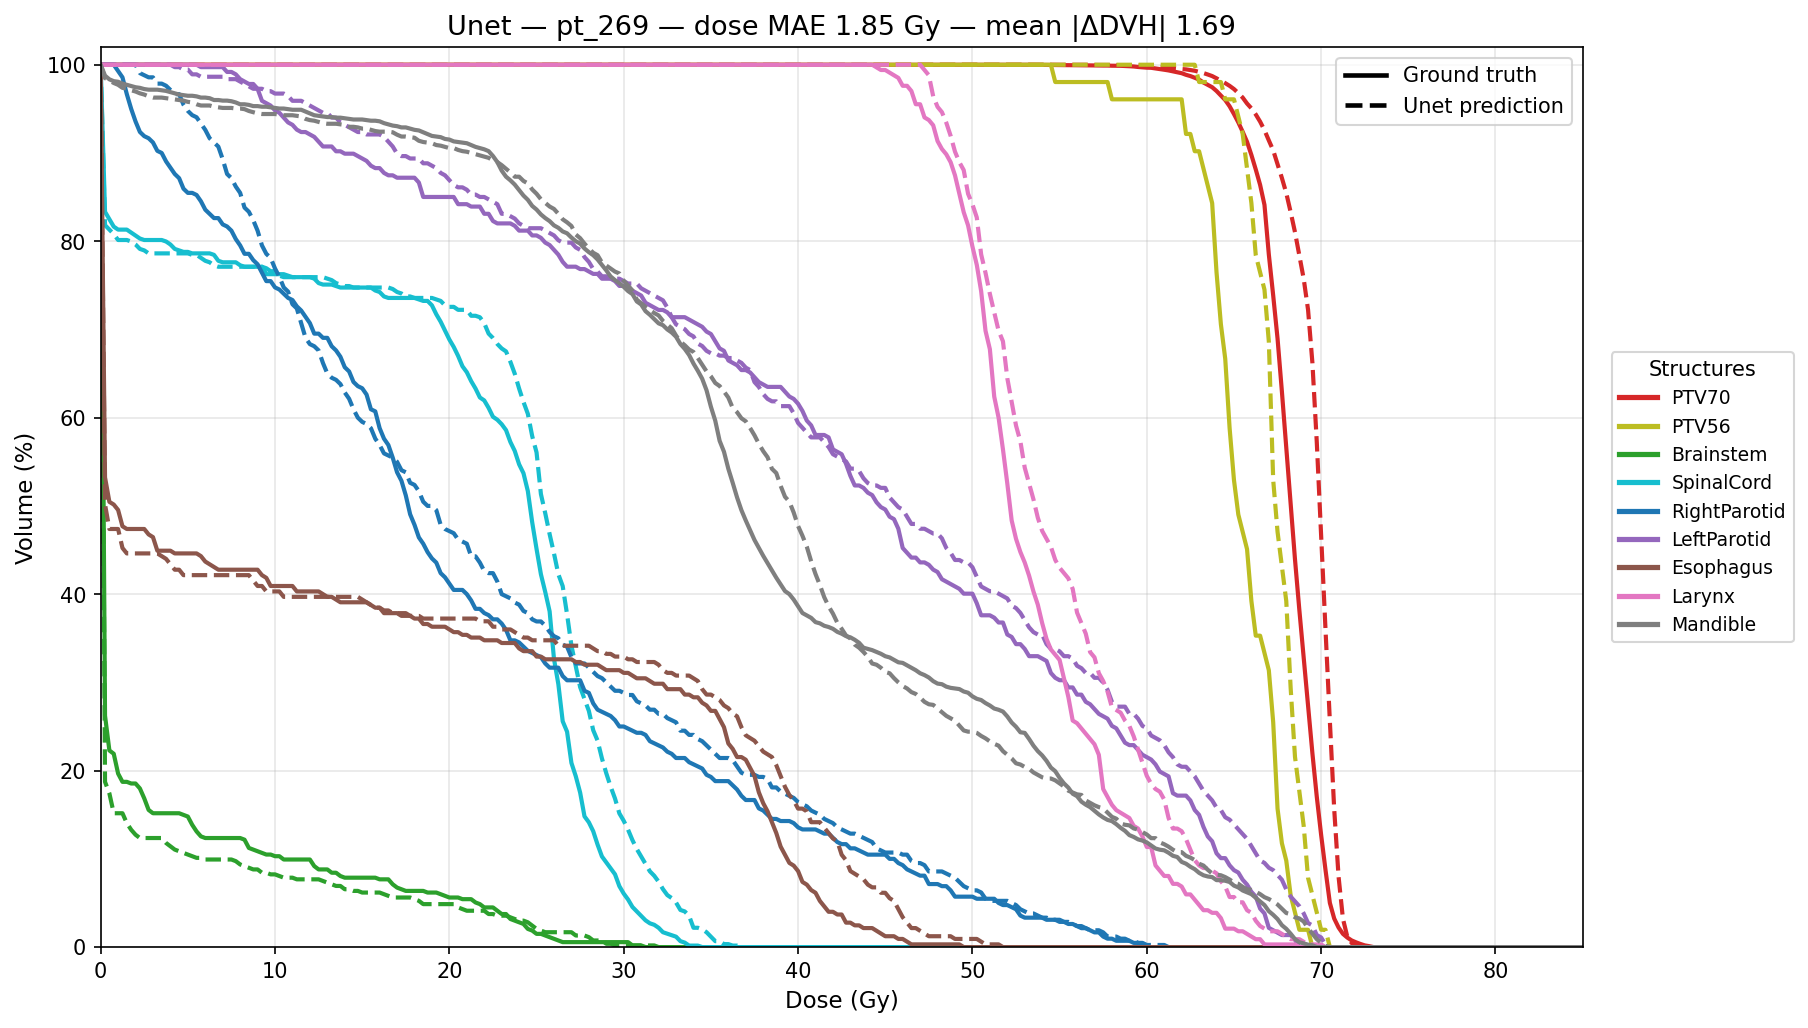 Unet — pt_269 — dose MAE 1.85 Gy — mean |ΔDVH| 1.69
Ground truth
Unet prediction
Structures
PTV70
PTV56
Brainstem
SpinalCord
RightParotid
LeftParotid
Esophagus
Larynx
Mandible
Volume (%)
100
80
60
40
20
0
0 10 20 30 40 50 60 70 80
Dose (Gy)